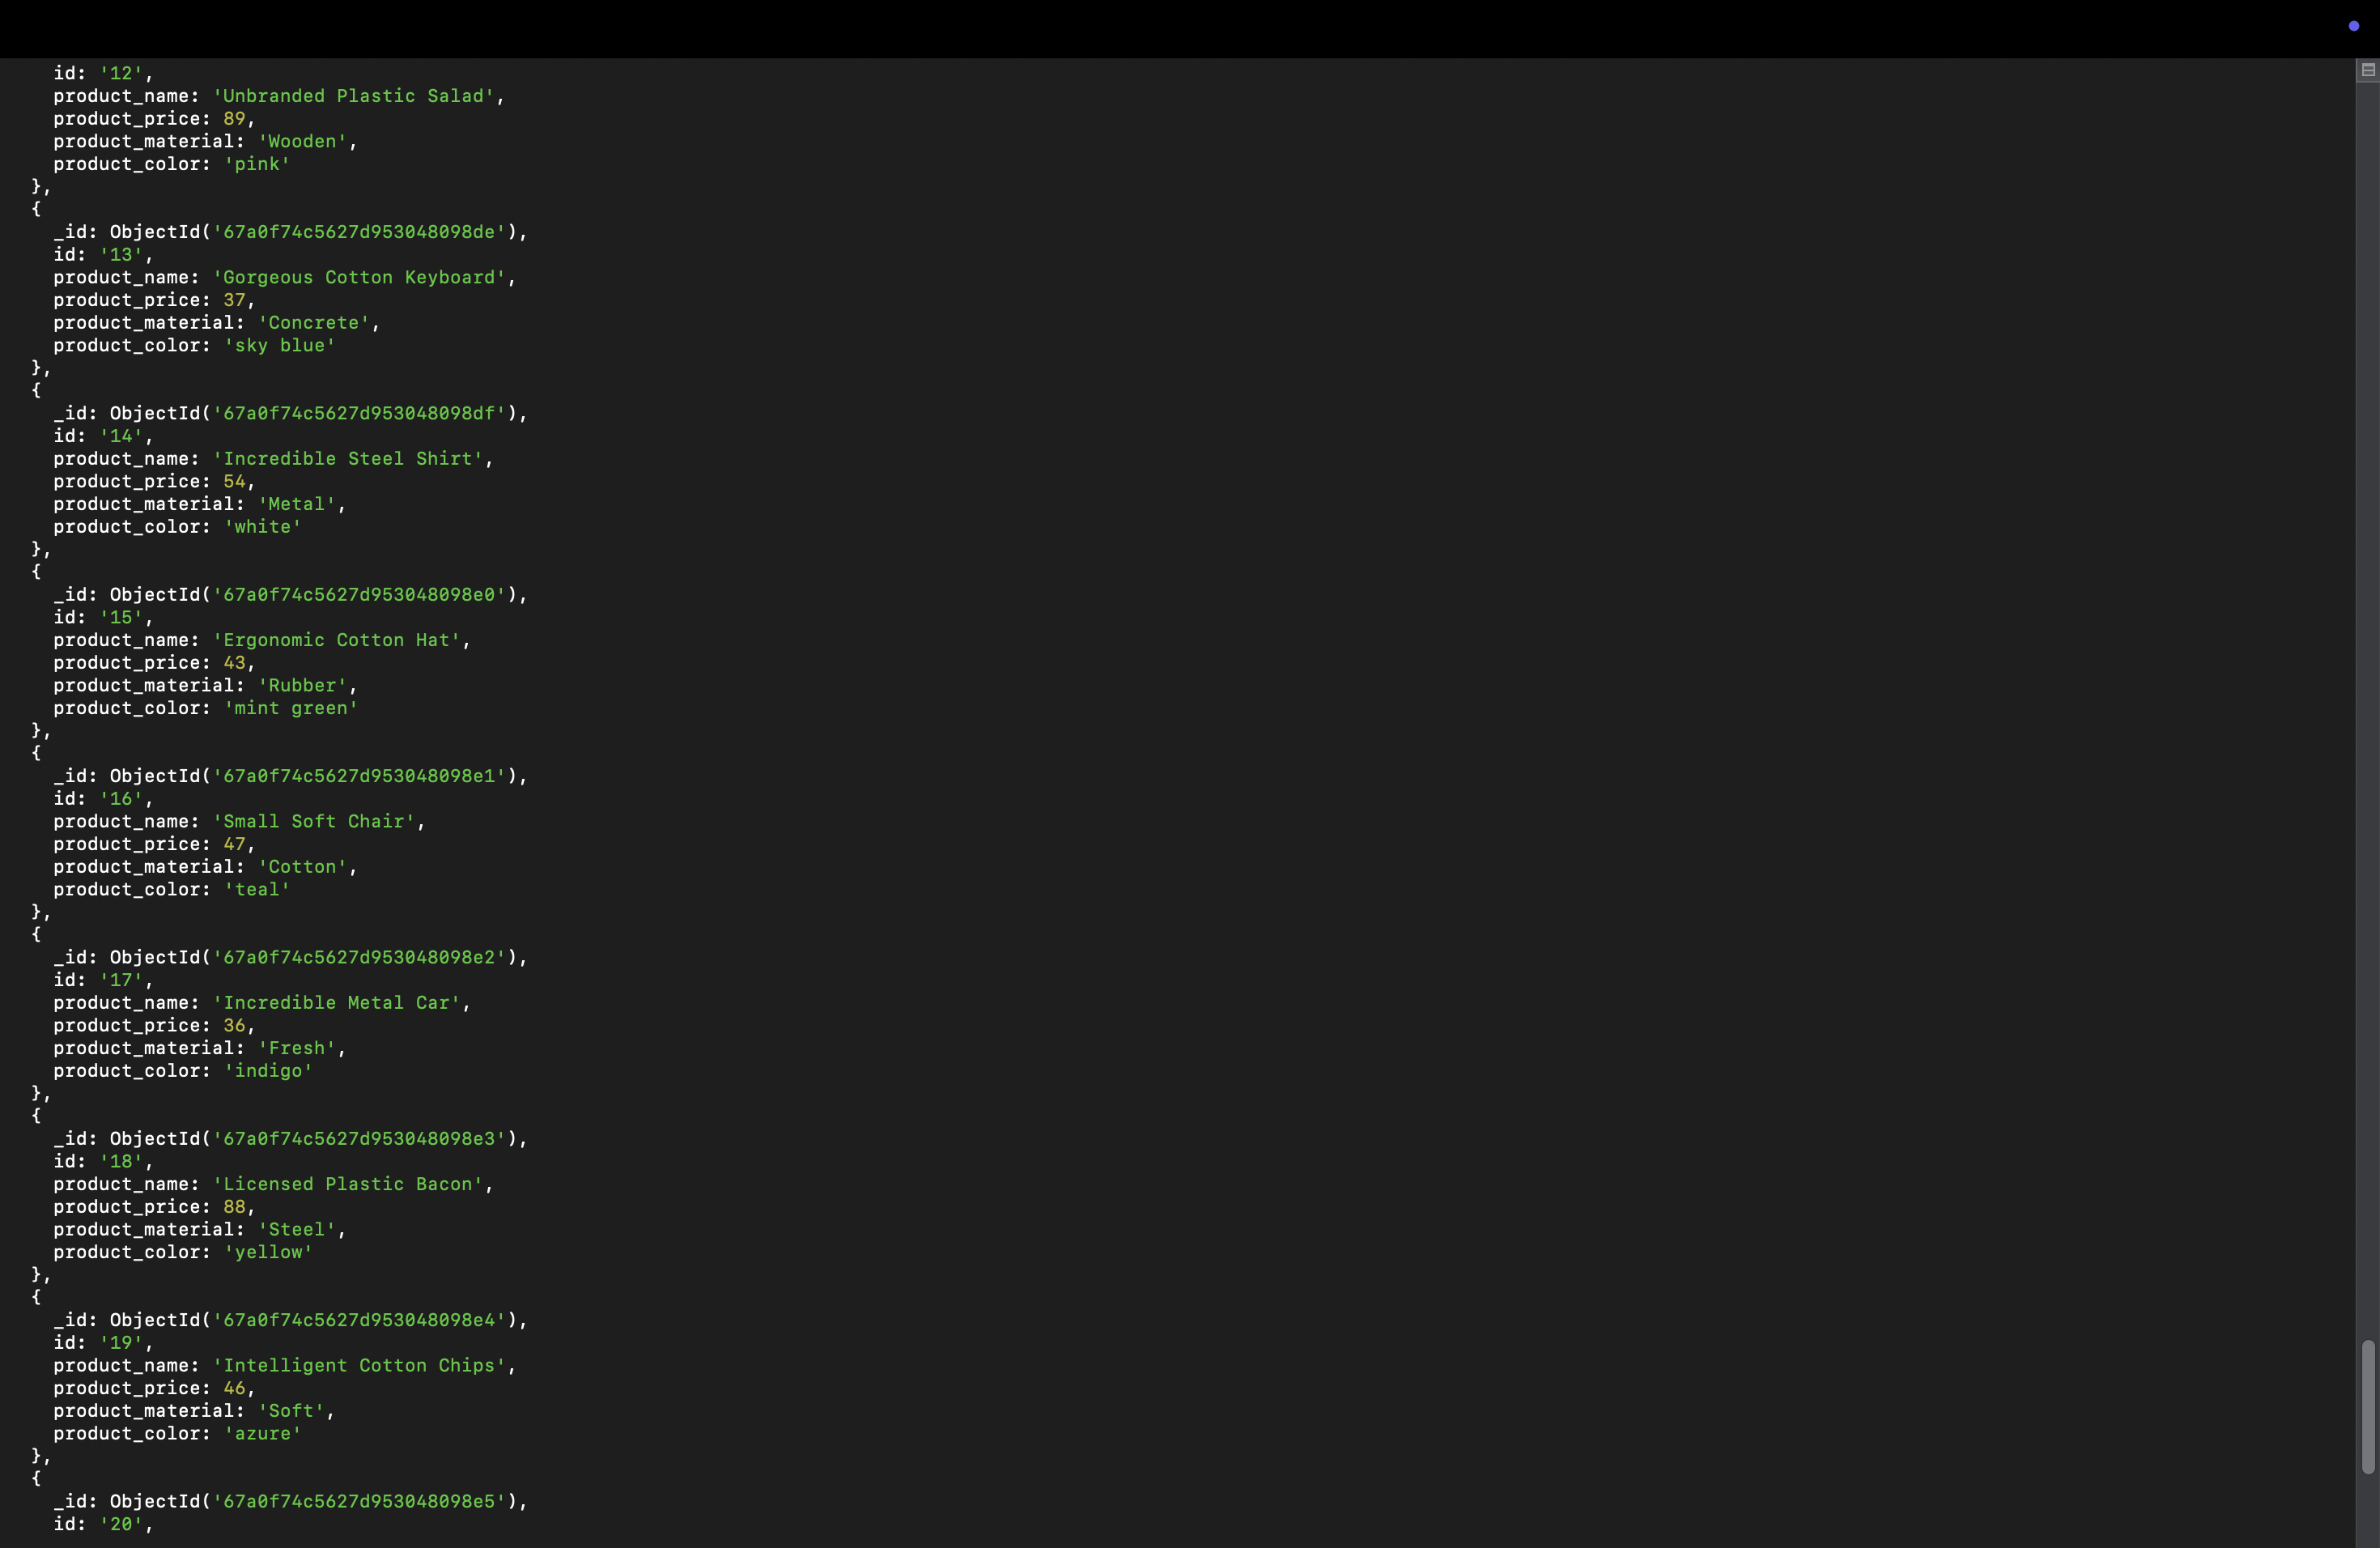 id: '12',
product_name: 'Unbranded Plastic Salad',
product_price: 89,
product_material: 'Wooden',
product_color: 'pink'
},
{
_id: ObjectId('67a0f74c5627d953048098de'),
id: '13',
product_name: 'Gorgeous Cotton Keyboard',
product_price: 37,
product_material: 'Concrete',
product_color: 'sky blue'
},
{
_id: ObjectId('67a0f74c5627d953048098df'),
id: '14',
product_name: 'Incredible Steel Shirt',
product_price: 54,
product_material: 'Metal',
product_color: 'white'
},
{
_id: ObjectId('67a0f74c5627d953048098e0'),
id: '15',
product_name: 'Ergonomic Cotton Hat',
product_price: 43,
product_material: 'Rubber',
product_color: 'mint green'
},
{
_id: ObjectId('67a0f74c5627d953048098e1'),
id: '16',
product_name: 'Small Soft Chair',
product_price: 47,
product_material: 'Cotton',
product_color: 'teal'
},
{
_id: ObjectId('67a0f74c5627d953048098e2'),
id: '17',
product_name: 'Incredible Metal Car',
product_price: 36,
product_material: 'Fresh',
product_color: 'indigo'
},
{
_id: ObjectId('67a0f74c5627d953048098e3'),
id: '18',
product_name: 'Licensed Plastic Bacon',
product_price: 88,
product_material: 'Steel',
product_color: 'yellow'
},
{
_id: ObjectId('67a0f74c5627d953048098e4'),
id: '19',
product_name: 'Intelligent Cotton Chips',
product_price: 46,
product_material: 'Soft',
product_color: 'azure'
},
{
_id: ObjectId('67a0f74c5627d953048098e5'),
id: '20',